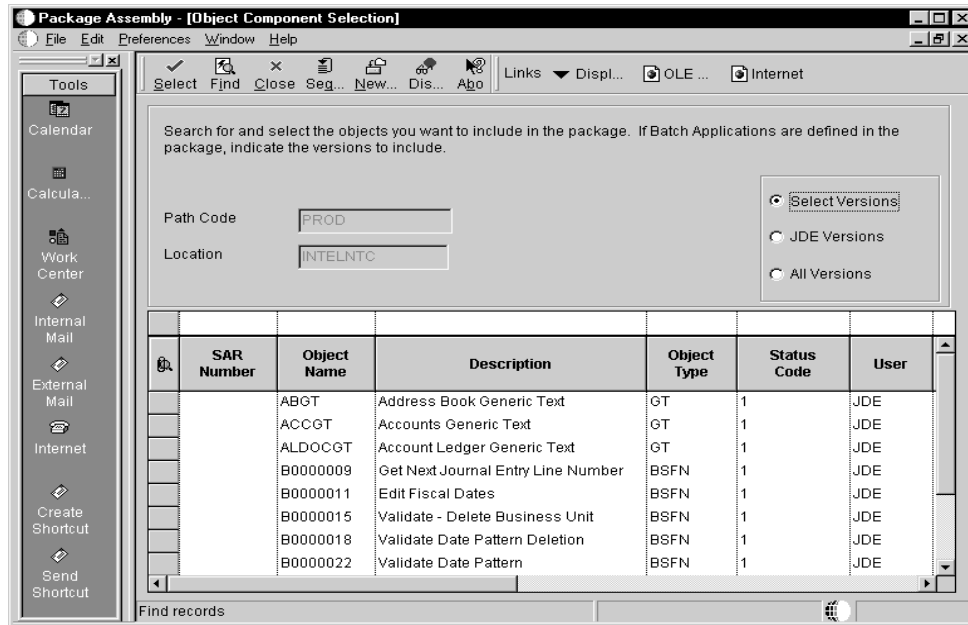 Package Assembly - [Object Component Selection]
File Edit Preferences Window Help
Tools
Calendar
Calcula...
Work
Center
Internal
Mail
External
Mail
Internet
Create
Shortcut
Send
Shortcut
Select Find Close Seq... New... Dis... Abo Links Displ... OLE ... Internet
Search for and select the objects you want to include in the package. If Batch Applications are defined in the
package, indicate the versions to include.
Path Code PROD
Location INTELNTC
Select Versions
JDE Versions
All Versions
SAR Number Object Name Description Object Type Status Code User
ABGT Address Book Generic Text GT 1 JDE
ACCGT Accounts Generic Text GT 1 JDE
ALDOCGT Account Ledger Generic Text GT 1 JDE
B0000009 Get Next Journal Entry Line Number BSFN 1 JDE
B0000011 Edit Fiscal Dates BSFN 1 JDE
B0000015 Validate - Delete Business Unit BSFN 1 JDE
B0000018 Validate Date Pattern Deletion BSFN 1 JDE
B0000022 Validate Date Pattern BSFN 1 JDE
Find records